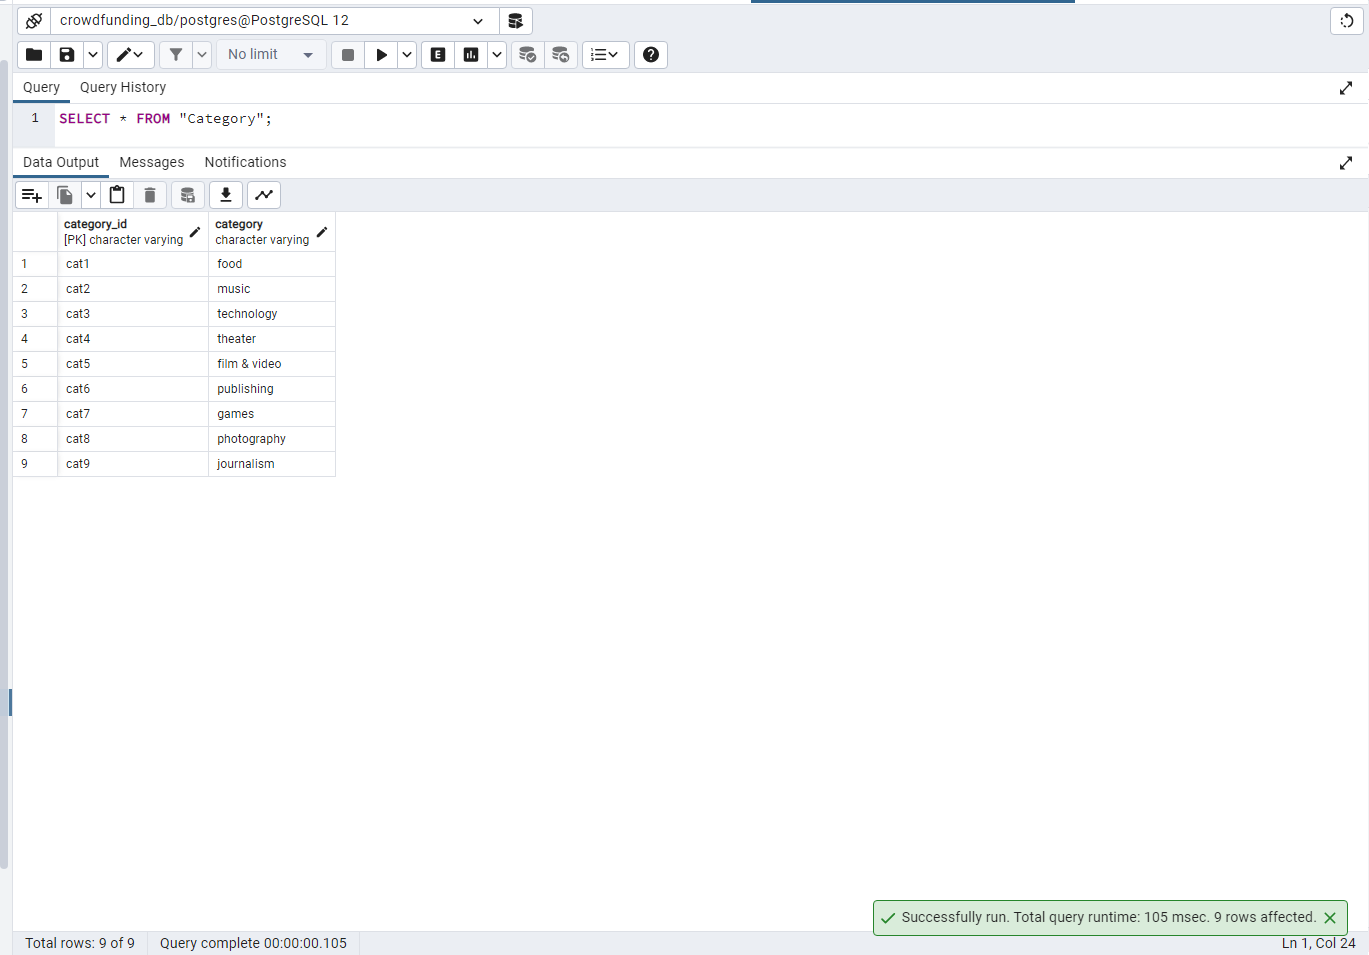 crowdfunding_db/postgres@PostgreSQL 12
No limit
E
Query Query History
1 SELECT * FROM "Category";
Data Output Messages Notifications
category_id category
[PK] character varying character varying
1 cat1 food
2 cat2 music
3 cat3 technology
4 cat4 theater
5 cat5 film & video
6 cat6 publishing
7 cat7 games
8 cat8 photography
9 cat9 journalism
Successfully run. Total query runtime: 105 msec. 9 rows affected.
Total rows: 9 of 9 Query complete 00:00:00.105 Ln 1, Col 24